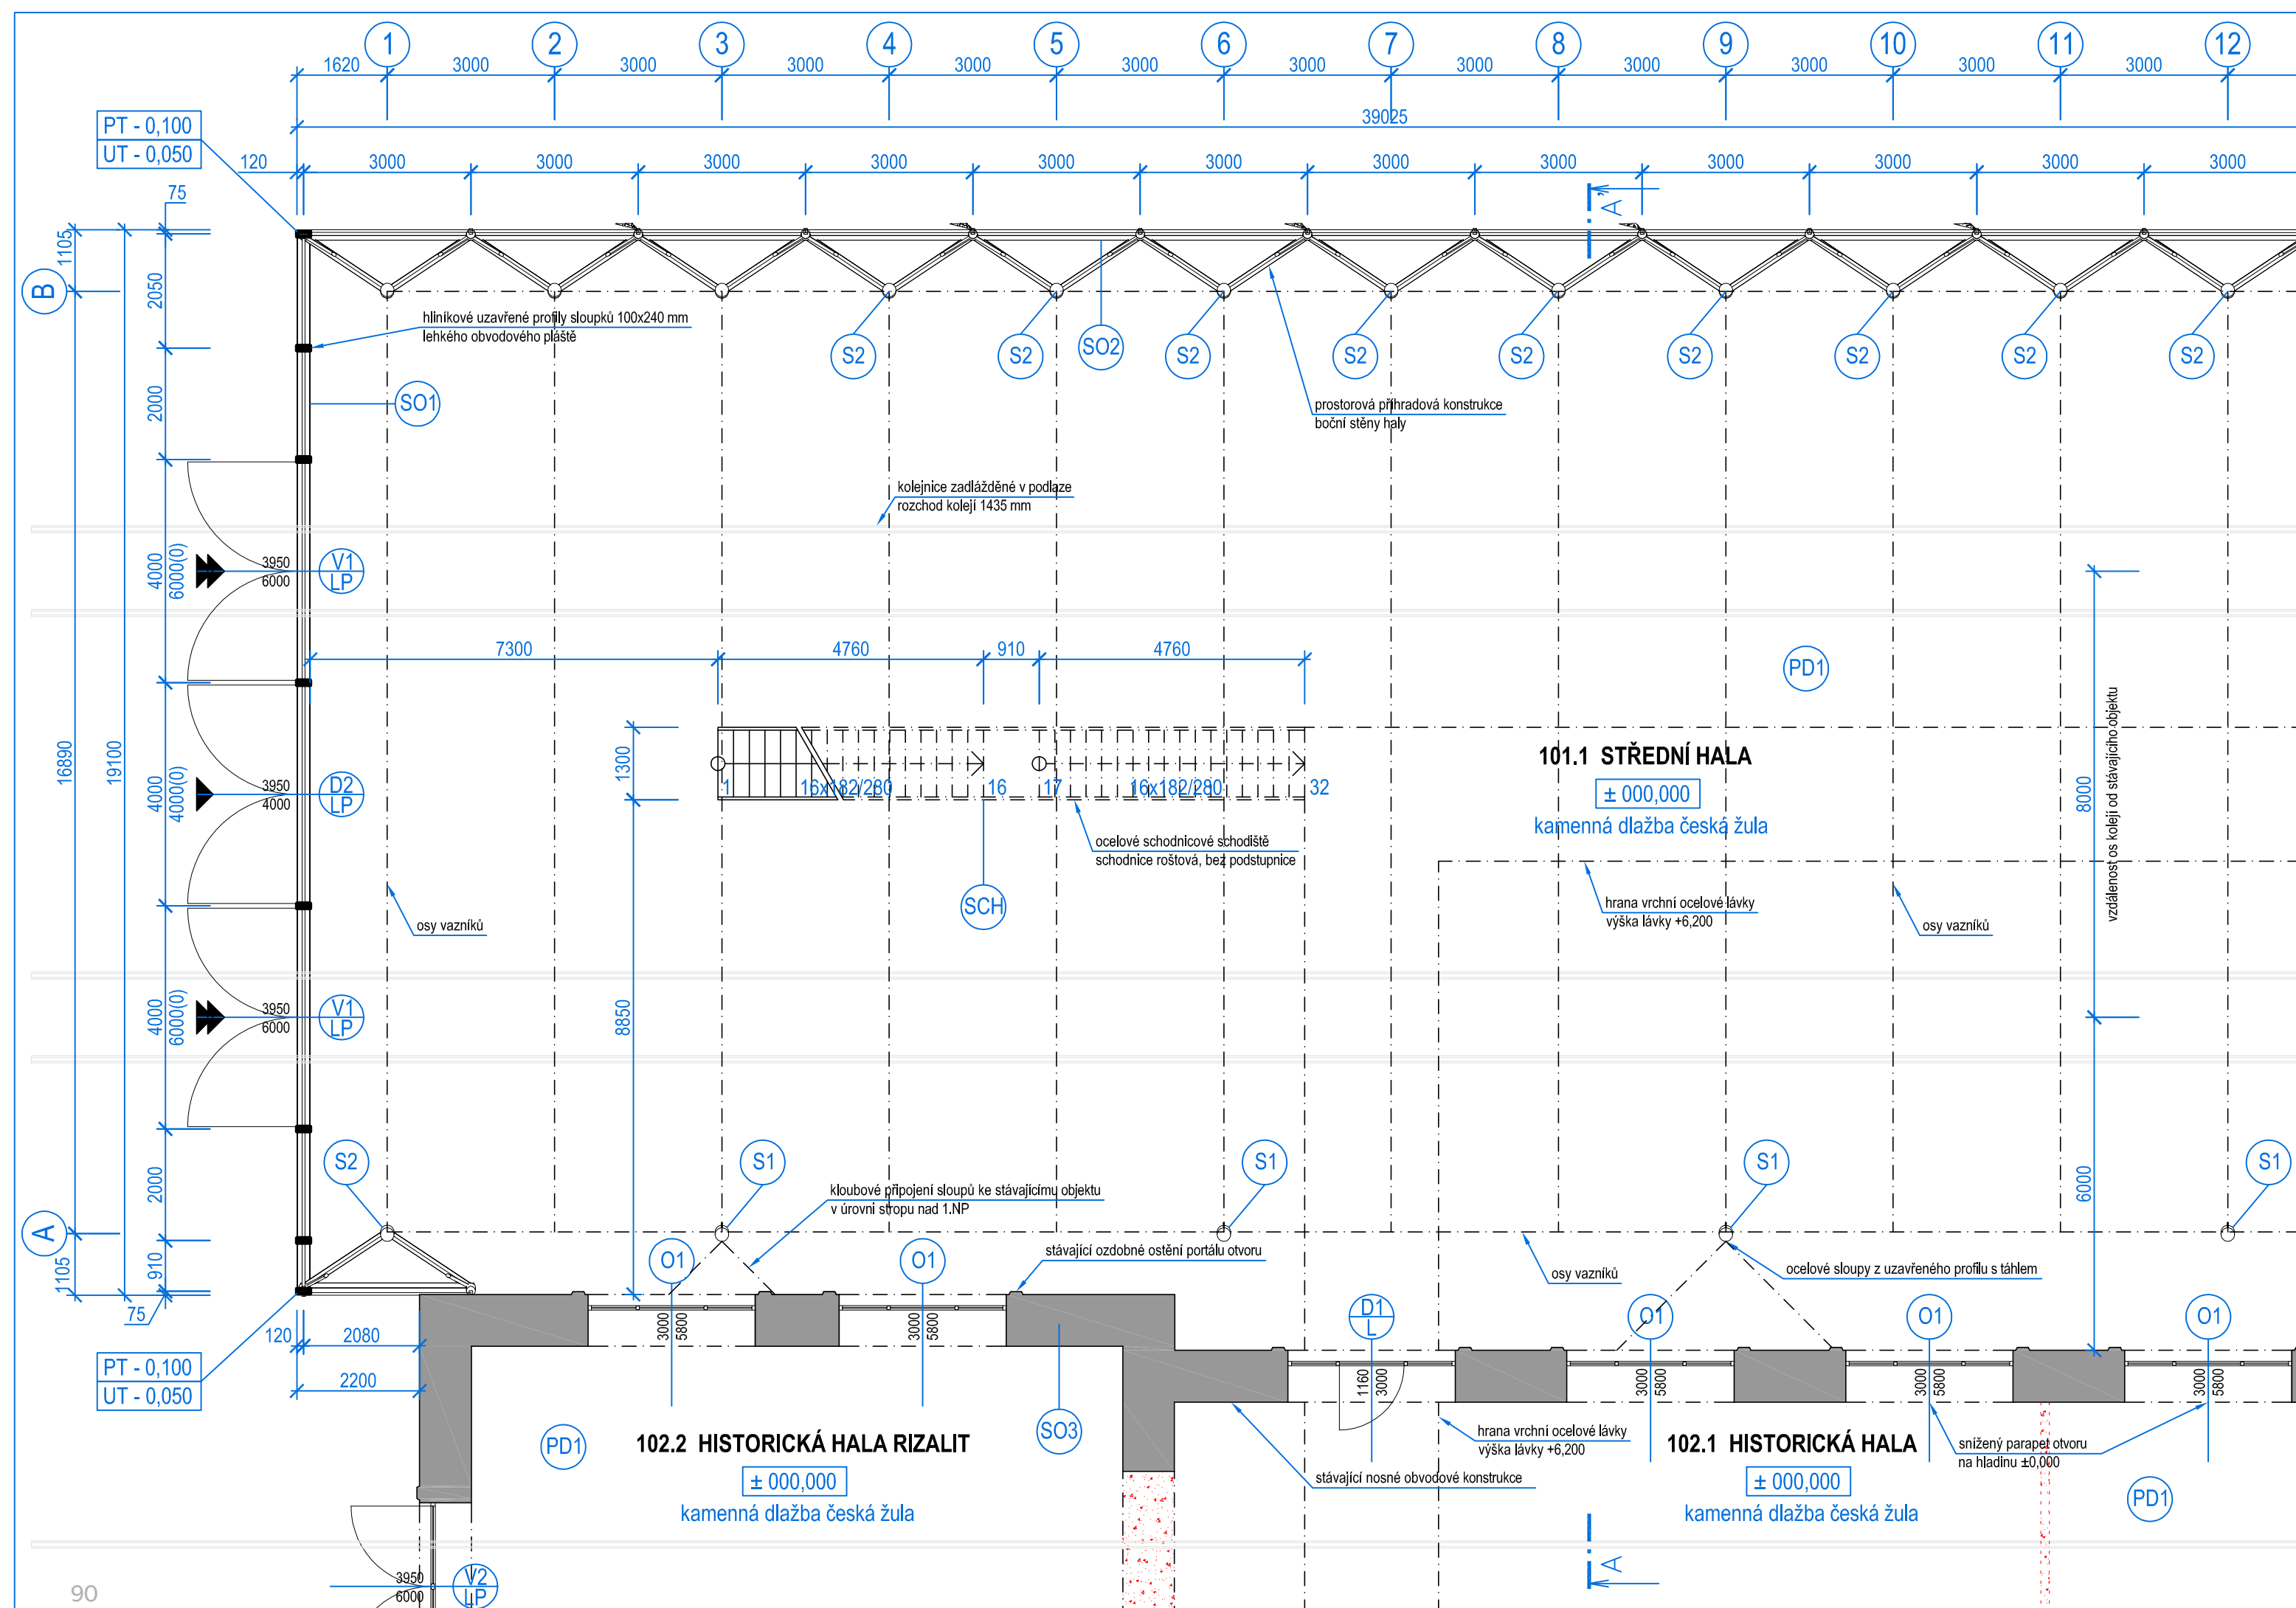 1 2 3 4 5 6 7 8 9 10 11 12
1620 3000 3000 3000 3000 3000 3000 3000 3000 3000 3000 3000
39025
PT - 0,100
UT - 0,050
120 3000 3000 3000 3000 3000 3000 3000 3000 3000 3000 3000 3000
75
A'
1105
B
2050
hliníkové uzavřené profily sloupků 100x240 mm
lehkého obvodového pláště
S2 S2 S2 S2 S2 S2 S2 S2 S2
SO2
SO1
2000
prostorová příhradová konstrukce
boční stěny haly
kolejnice zadlážděné v podlaze
rozchod kolejí 1435 mm
4000
6000(0)
3950
6000
V1
LP
7300 4760 910 4760
PD1
16890
19100
4000
4000(0)
3950
4000
D2
LP
1300
1 16x182/280 16 17 16x182/280 32
101.1 STŘEDNÍ HALA
± 000,000
kamenná dlažba česká žula
8000
vzdálenost os kolejí od stávajícího objektu
ocelové schodnicové schodiště
schodnice roštová, bez podstupnice
SCH
hrana vrchní ocelové lávky
výška lávky +6,200
osy vazníků
osy vazníků
4000
6000(0)
3950
6000
V1
LP
8850
S2 S1 S1 S1 S1
2000
6000
kloubové připojení sloupů ke stávajícímu objektu
v úrovni stropu nad 1.NP
A
910
1105
75
O1 O1
stávající ozdobné ostění portálu otvoru
osy vazníků
ocelové sloupy z uzavřeného profilu s táhlem
D1
L
O1 O1 O1
120 2080
2200
3000
5800
3000
5800
1160
3000
3000
5800
3000
5800
3000
5800
PT - 0,100
UT - 0,050
PD1
102.2 HISTORICKÁ HALA RIZALIT
± 000,000
kamenná dlažba česká žula
SO3
hrana vrchní ocelové lávky
výška lávky +6,200
stávající nosné obvodové konstrukce
102.1 HISTORICKÁ HALA
± 000,000
kamenná dlažba česká žula
snížený parapet otvoru
na hladinu ±0,000
PD1
A
3950
6000
V2
LP
90